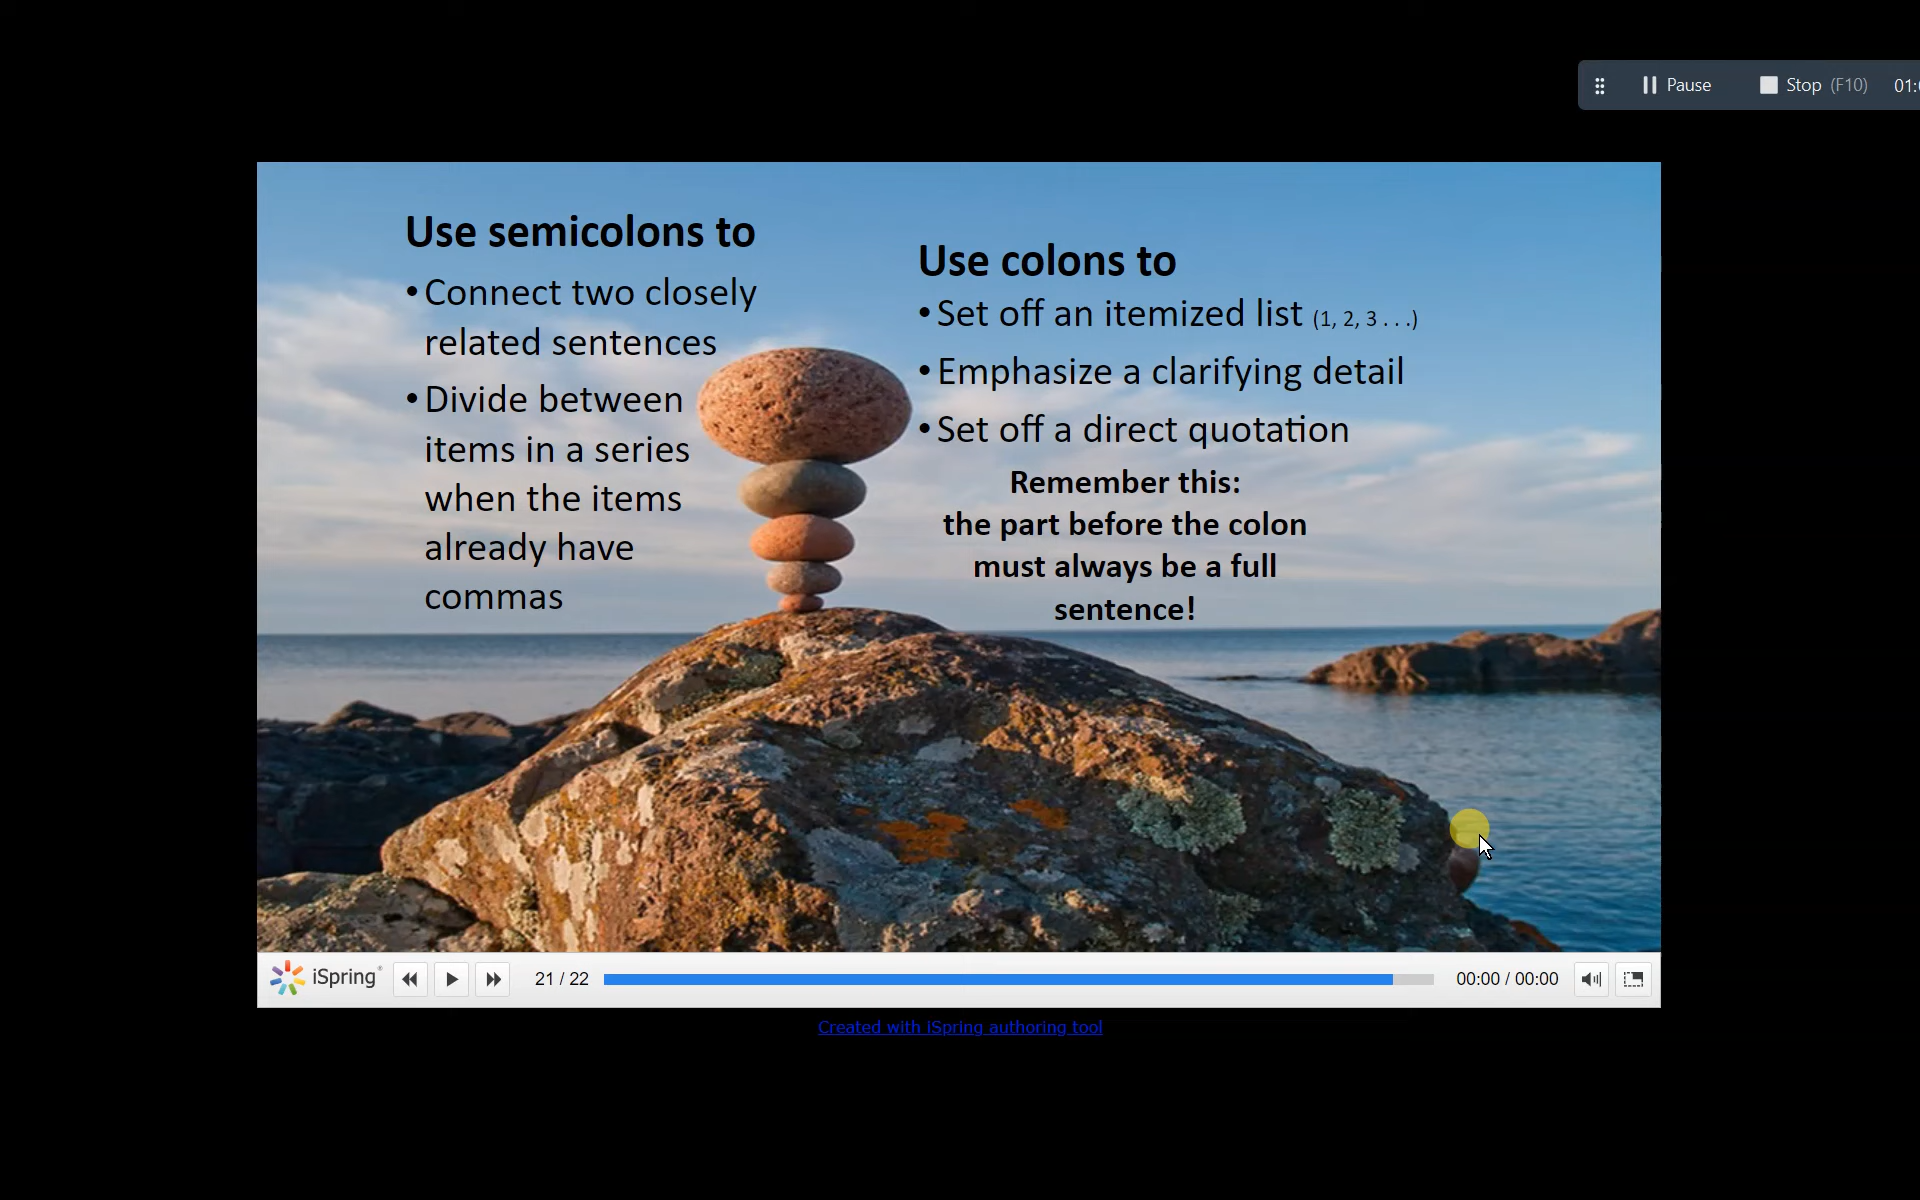 Pause Stop (F10) 01:
Use semicolons to
• Connect two closely
related sentences
• Divide between
items in a series
when the items
already have
commas
Use colons to
• Set off an itemized list (1, 2, 3 . . .)
• Emphasize a clarifying detail
• Set off a direct quotation
Remember this:
the part before the colon
must always be a full
sentence!
iSpring 21 / 22 00:00 / 00:00
Created with iSpring authoring tool